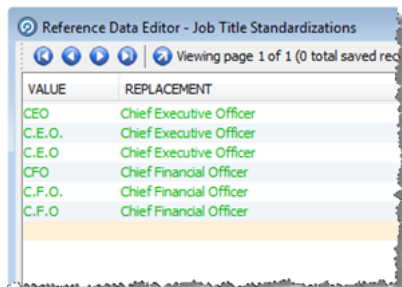 Reference Data Editor - Job Title Standardizations
Viewing page 1 of 1 (0 total saved
VALUE REPLACEMENT
CEO Chief Executive Officer
C.E.O. Chief Executive Officer
C.E.O Chief Executive Officer
CFO Chief Financial Officer
C.F.O. Chief Financial Officer
C.F.O Chief Financial Officer